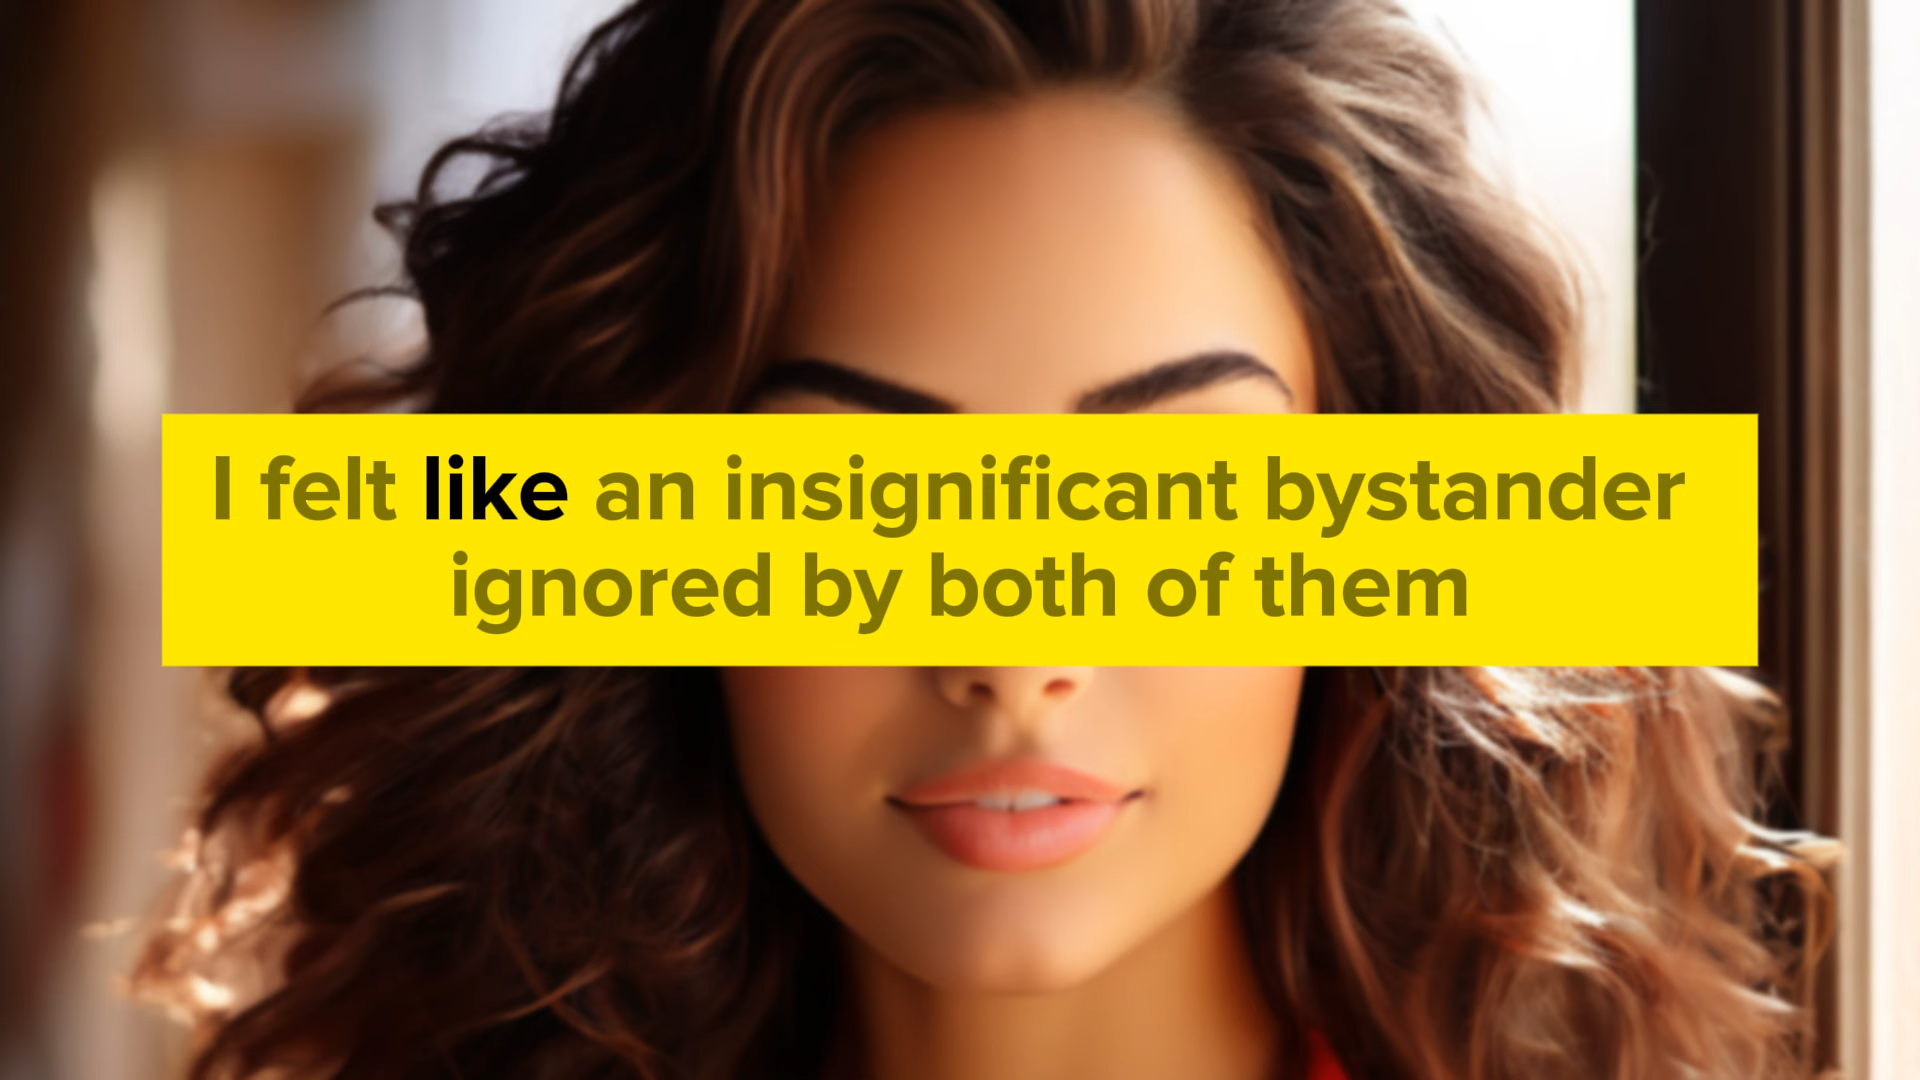 I felt like an insignificant bystander
ignored by both of them